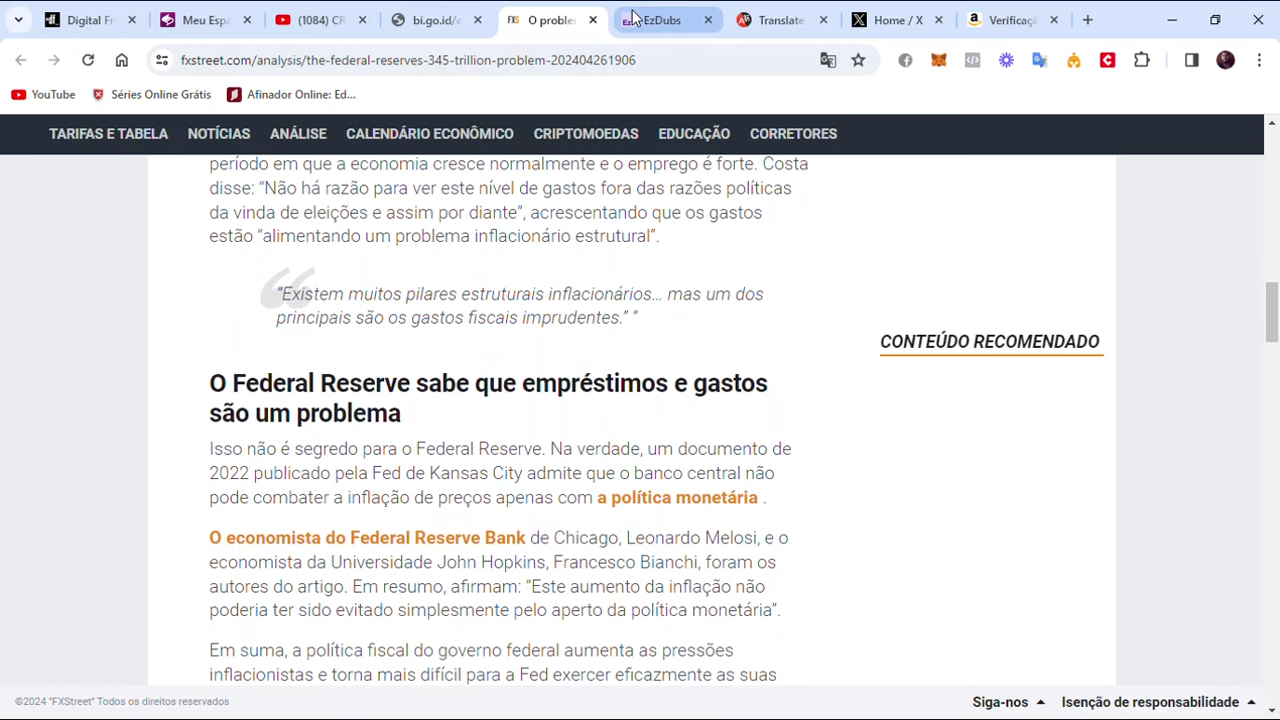 Digital Fr
Meu Espa
(1084) CR
bi.go.id/e
FXS O proble
EzDubs
Translate
X Home / X
a Verificaç
fxstreet.com/analysis/the-federal-reserves-345-trillion-problem-202404261906
YouTube
Séries Online Grátis
Afinador Online: Ed...
TARIFAS E TABELA
NOTÍCIAS
ANÁLISE
CALENDÁRIO ECONÔMICO
CRIPTOMOEDAS
EDUCAÇÃO
CORRETORES
período em que a economia cresce normalmente e o emprego é forte. Costa
disse: “Não há razão para ver este nível de gastos fora das razões políticas
da vinda de eleições e assim por diante”, acrescentando que os gastos
estão “alimentando um problema inflacionário estrutural”.
“Existem muitos pilares estruturais inflacionários… mas um dos
principais são os gastos fiscais imprudentes.” ”
CONTEÚDO RECOMENDADO
O Federal Reserve sabe que empréstimos e gastos
são um problema
Isso não é segredo para o Federal Reserve. Na verdade, um documento de
2022 publicado pela Fed de Kansas City admite que o banco central não
pode combater a inflação de preços apenas com a política monetária .
O economista do Federal Reserve Bank de Chicago, Leonardo Melosi, e o
economista da Universidade John Hopkins, Francesco Bianchi, foram os
autores do artigo. Em resumo, afirmam: “Este aumento da inflação não
poderia ter sido evitado simplesmente pelo aperto da política monetária”.
Em suma, a política fiscal do governo federal aumenta as pressões
inflacionistas e torna mais difícil para a Fed exercer eficazmente as suas
©2024 "FXStreet" Todos os direitos reservados
Siga-nos
Isenção de responsabilidade